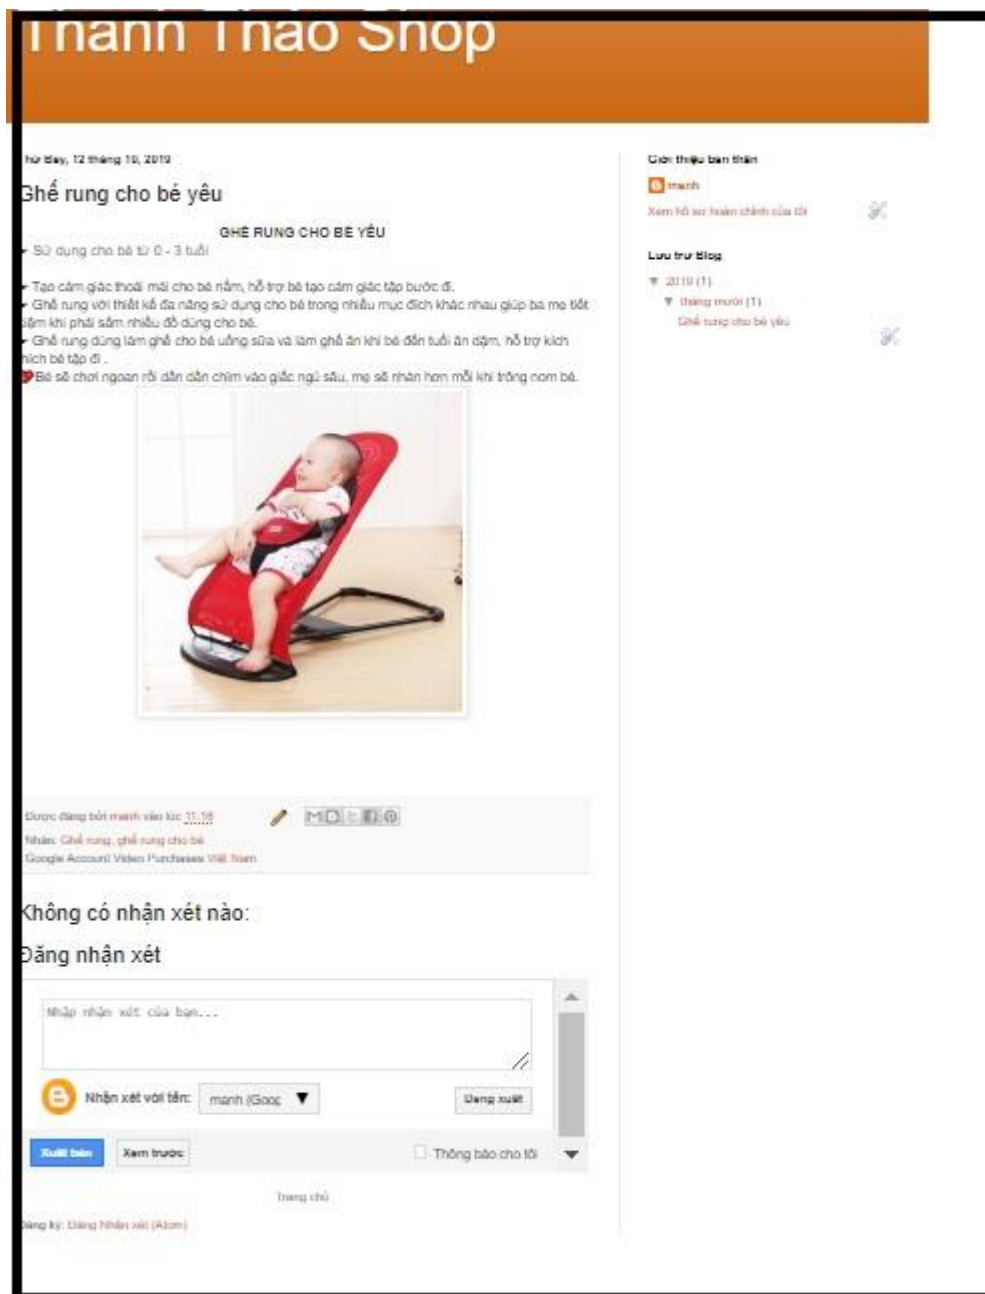 Thanh Thao Shop
Thứ Bảy, 12 tháng 10, 2019
Ghế rung cho bé yêu
GHẾ RUNG CHO BÉ YÊU
Sử dụng cho bé từ 0 - 3 tuổi
Tạo cảm giác thoải mái cho bé nằm, hỗ trợ bé tạo cảm giác tập bước đi.
Ghế rung với thiết kế đa năng sử dụng cho bé trong nhiều mục đích khác nhau giúp ba mẹ tiết
kiệm khi phải sắm nhiều đồ dùng cho bé.
Ghế rung dùng làm ghế cho bé uống sữa và làm ghế ăn khi bé đến tuổi ăn dặm, hỗ trợ kích
thích bé tập đi .
Bé sẽ chơi ngoan rồi dần dần chìm vào giấc ngủ sâu, mẹ sẽ nhàn hơn mỗi khi trông nom bé.
Được đăng bởi manh vào lúc 11:16
Nhãn: Ghế rung, ghế rung cho bé
Google Account Video Purchases Việt Nam
Không có nhận xét nào:
Đăng nhận xét
Nhập nhận xét của bạn...
Nhận xét với tên: manh (Goog
Đăng xuất
Xuất bản
Xem trước
Thông báo cho tôi
Trang chủ
Đăng ký: Đăng Nhận xét (Atom)
Giới thiệu bản thân
manh
Xem hồ sơ hoàn chỉnh của tôi
Lưu trữ Blog
▼ 2019 (1)
▼ tháng mười (1)
Ghế rung cho bé yêu